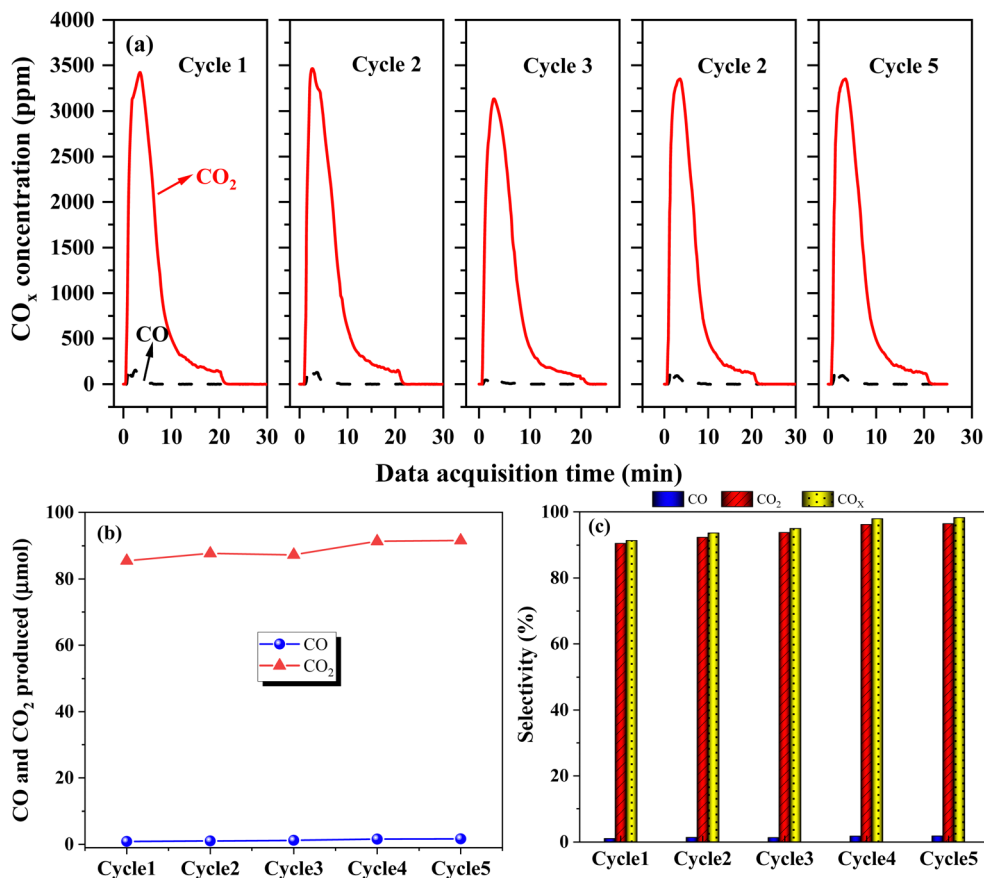 (a)
Cycle 1
Cycle 2
Cycle 3
Cycle 2
Cycle 5
COx concentration (ppm)
4000
3500
3000
2500
2000
1500
1000
500
0
CO₂
CO
0 10 20 30
0 10 20 30
0 10 20 30
0 10 20 30
0 10 20 30
Data acquisition time (min)
(b)
CO and CO₂ produced (μmol)
100
80
60
40
20
0
CO
CO₂
Cycle1 Cycle2 Cycle3 Cycle4 Cycle5
CO CO₂ COX
(c)
Selectivity (%)
100
80
60
40
20
0
Cycle1 Cycle2 Cycle3 Cycle4 Cycle5